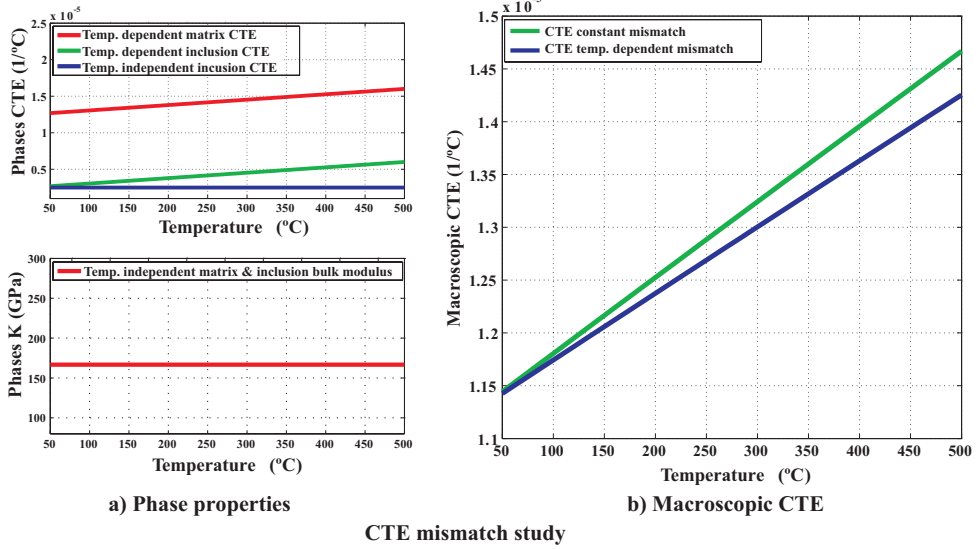 x 10⁻⁵
2.5
2
1.5
1
0.5
Phases CTE (1/ºC)
Temp. dependent matrix CTE
Temp. dependent inclusion CTE
Temp. independent incusion CTE
50 100 150 200 250 300 350 400 450 500
Temperature (ºC)
300
250
200
150
100
Phases K (GPa)
Temp. independent matrix & inclusion bulk modulus
50 100 150 200 250 300 350 400 450 500
Temperature (ºC)
a) Phase properties
1.5
1.45
1.4
1.35
1.3
1.25
1.2
1.15
1.1
Macroscopic CTE (1/ºC)
CTE constant mismatch
CTE temp. dependent mismatch
50 100 150 200 250 300 350 400 450 500
Temperature (ºC)
b) Macroscopic CTE
CTE mismatch study